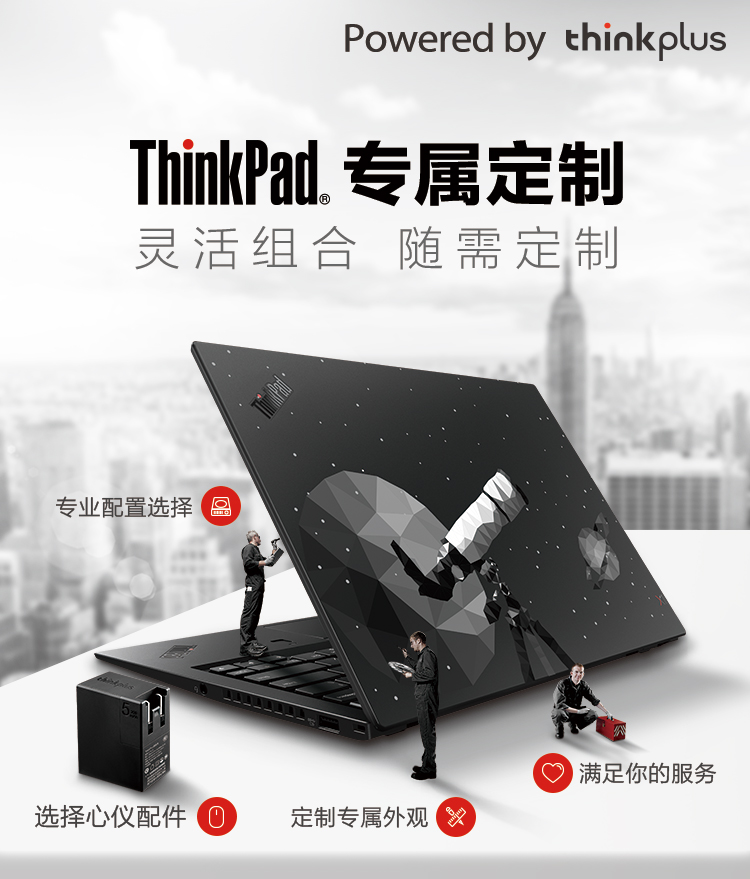 Powered by thinkplus
ThinkPad® 专属定制
灵活组合 随需定制
ThinkPad
专业配置选择
thinkplus
选择心仪配件
定制专属外观
满足你的服务